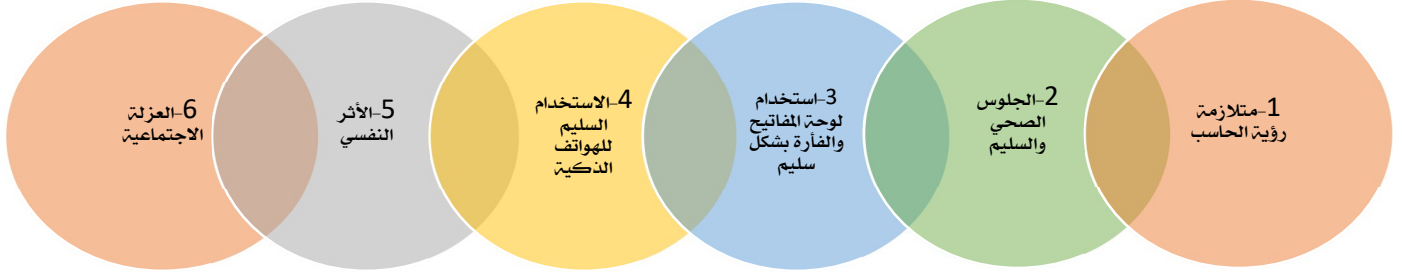 1-متلازمة
رؤية الحاسب
2-الجلوس
الصحي
والسليم
3-استخدام
لوحة المفاتيح
والفأرة بشكل
سليم
4-الاستخدام
السليم
للهواتف
الذكية
5-الأثر
النفسي
6-العزلة
الاجتماعية